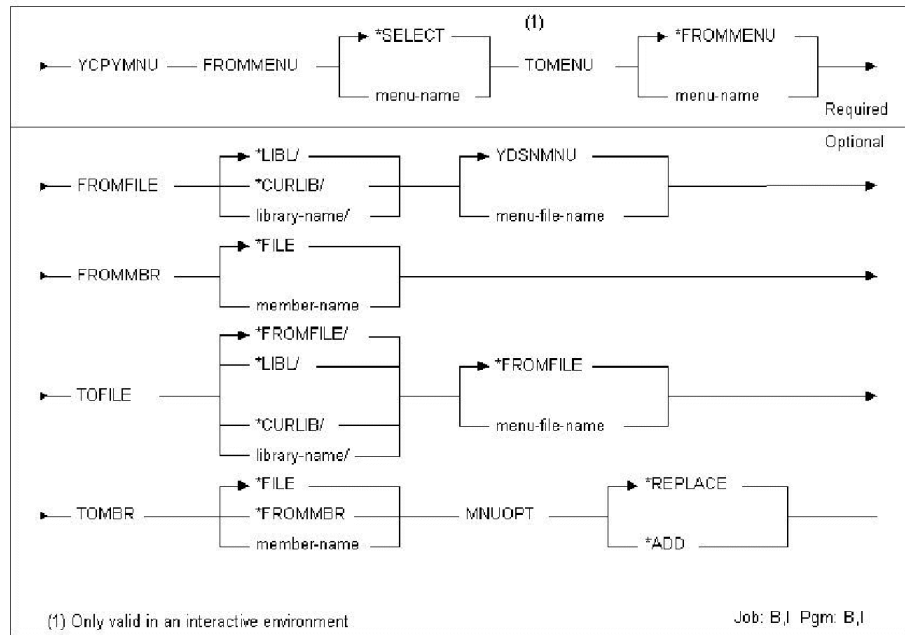 (1)
*SELECT *FROMMENU
YCPYMNU FROMMENU TOMENU
menu-name menu-name
Required
Optional
*LIBL/ YDSNMNU
FROMFILE *CURLIB/
library-name/ menu-file-name
*FILE
FROMMBR
member-name
*FROMFILE/
*LIBL/ *FROMFILE
TOFILE
*CURLIB/ menu-file-name
library-name/
*FILE *REPLACE
TOMBR *FROMMBR MNUOPT
member-name *ADD
(1) Only valid in an interactive environment Job: B,I Pgm: B,I